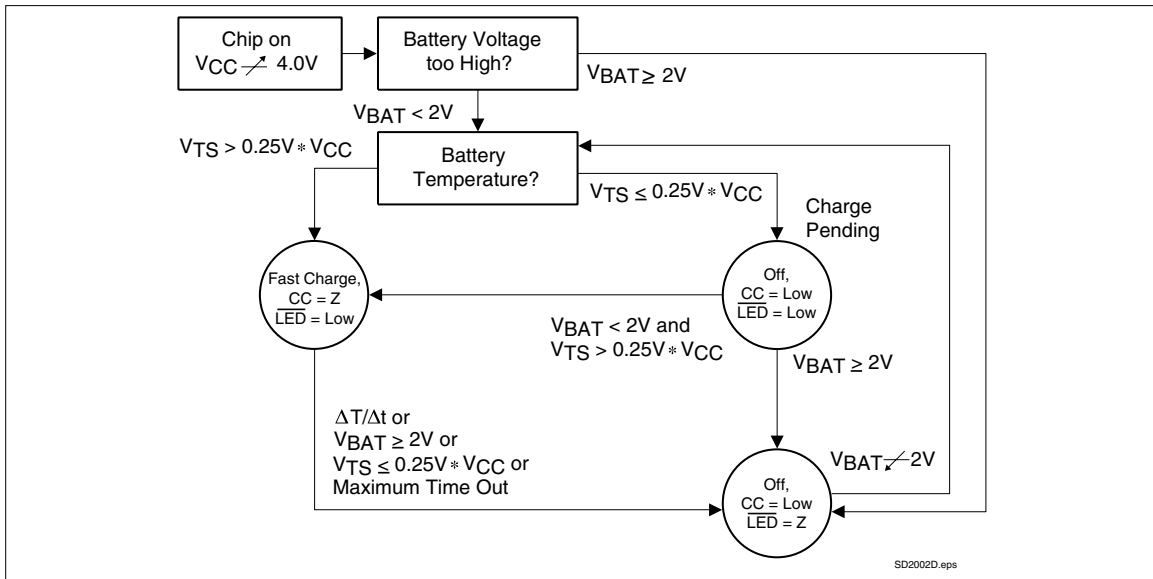 Chip on
VCC 4.0V
Battery Voltage
too High?
VBAT ≥ 2V
VBAT < 2V
VTS > 0.25V * VCC
Battery
Temperature?
VTS ≤ 0.25V * VCC
Charge
Pending
Fast Charge,
CC = Z
LED = Low
Off,
CC = Low
LED = Low
VBAT < 2V and
VTS > 0.25V * VCC
VBAT ≥ 2V
ΔT/Δt or
VBAT ≥ 2V or
VTS ≤ 0.25V * VCC or
Maximum Time Out
VBAT 2V
Off,
CC = Low
LED = Z
SD2002D.eps